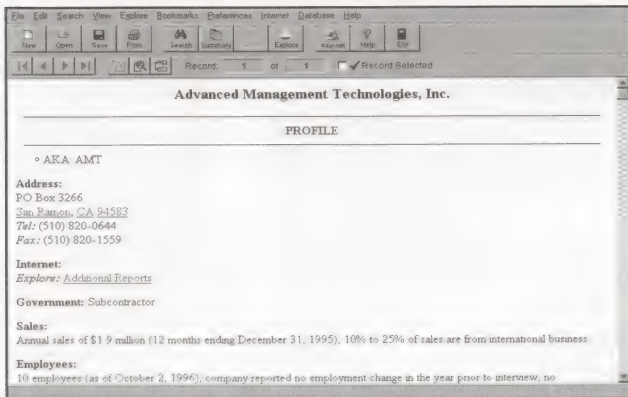 File Edit Search View Explore Bookmarks Preferences Internet Database Help
New Open Save Print Search Summary Explore Internet Help Exit
Record: 1 of 1 Record Selected
Advanced Management Technologies, Inc.
PROFILE
AKA: AMT
Address:
PO Box 3266
San Ramon, CA 94583
Tel: (510) 820-0644
Fax: (510) 820-1559
Internet:
Explore: Additional Reports
Government: Subcontractor
Sales:
Annual sales of $1.9 million (12 months ending December 31, 1995), 10% to 25% of sales are from international business
Employees:
10 employees (as of October 2, 1996), company reported no employment change in the year prior to interview, no